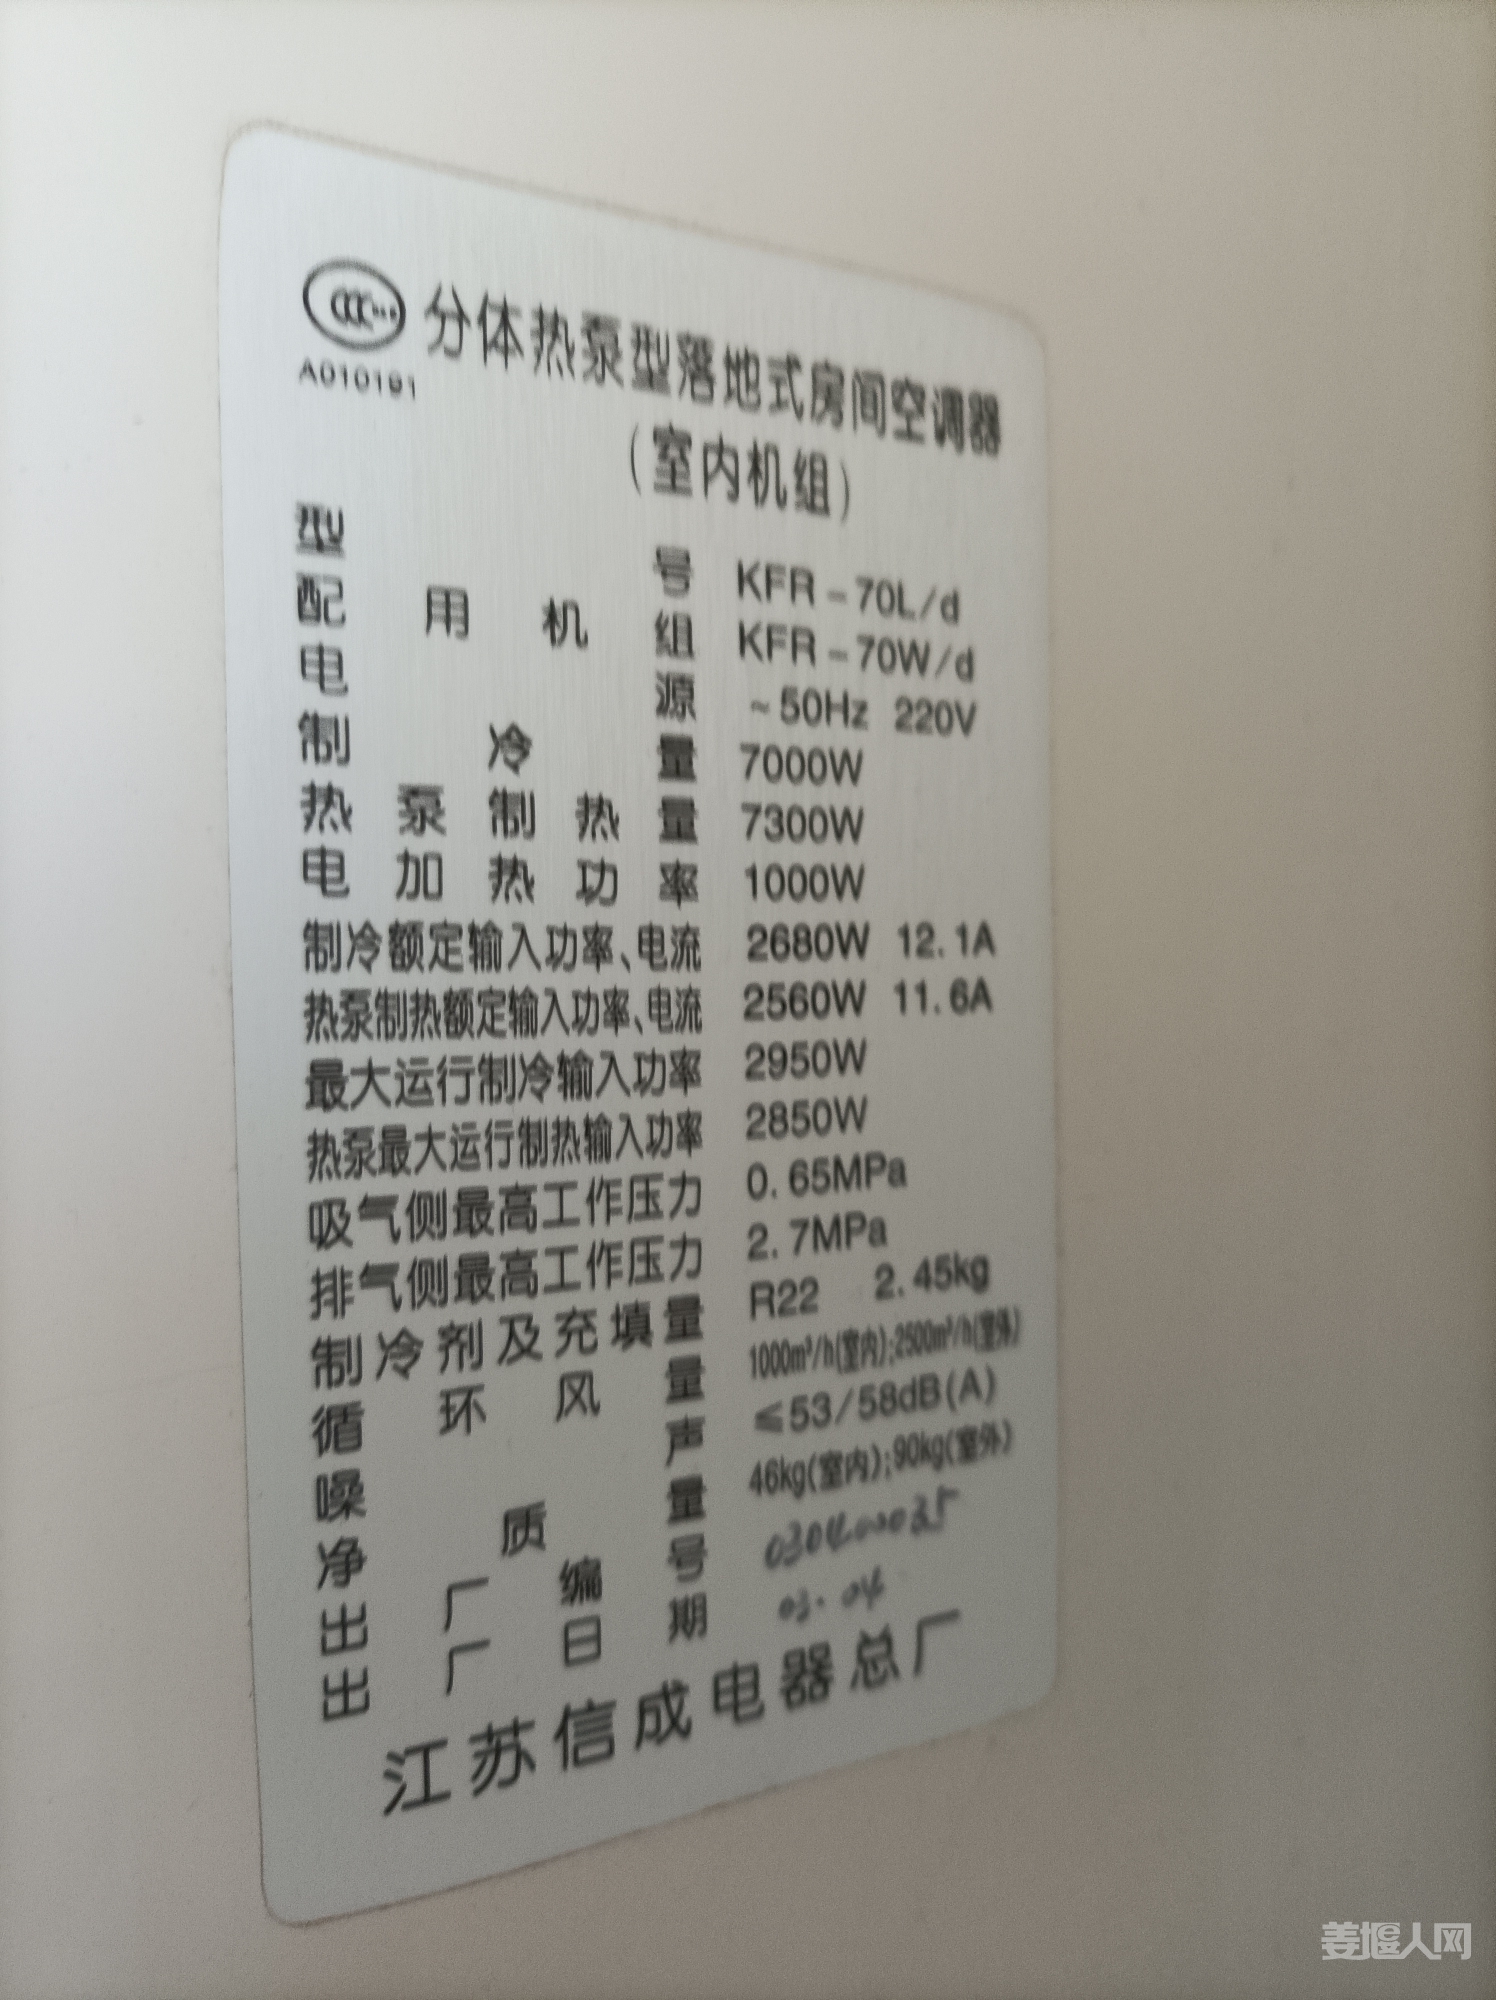 CCC
A010191
分体热泵型落地式房间空调器
(室内机组)
型号 KFR-70L/d
配用机组 KFR-70W/d
电源 ~50Hz 220V
制冷量 7000W
热泵制热量 7300W
电加热功率 1000W
制冷额定输入功率、电流 2680W 12.1A
热泵制热额定输入功率、电流 2560W 11.6A
最大运行制冷输入功率 2950W
热泵最大运行制热输入功率 2850W
吸气侧最高工作压力 0.65MPa
排气侧最高工作压力 2.7MPa
制冷剂及充填量 R22 2.45kg
循环风量 1000m³/h(室内);2500m³/h(室外)
噪声 ≤53/58dB(A)
净质量 46kg(室内);90kg(室外)
出厂编号
出厂日期 03.04
江苏信成电器总厂
姜堰人网